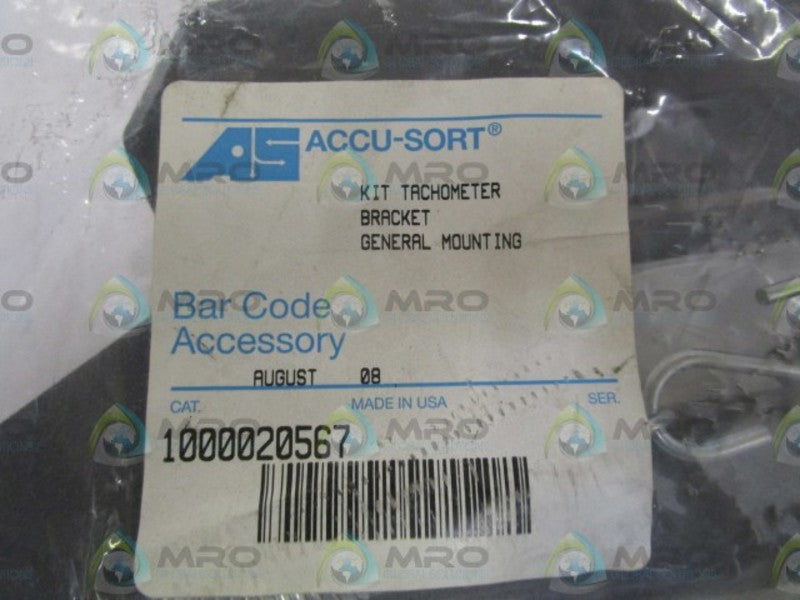 AS ACCU-SORT®
KIT TACHOMETER
BRACKET
GENERAL MOUNTING
Bar Code
Accessory
AUGUST 08
CAT. MADE IN USA SER.
1000020567
MRO